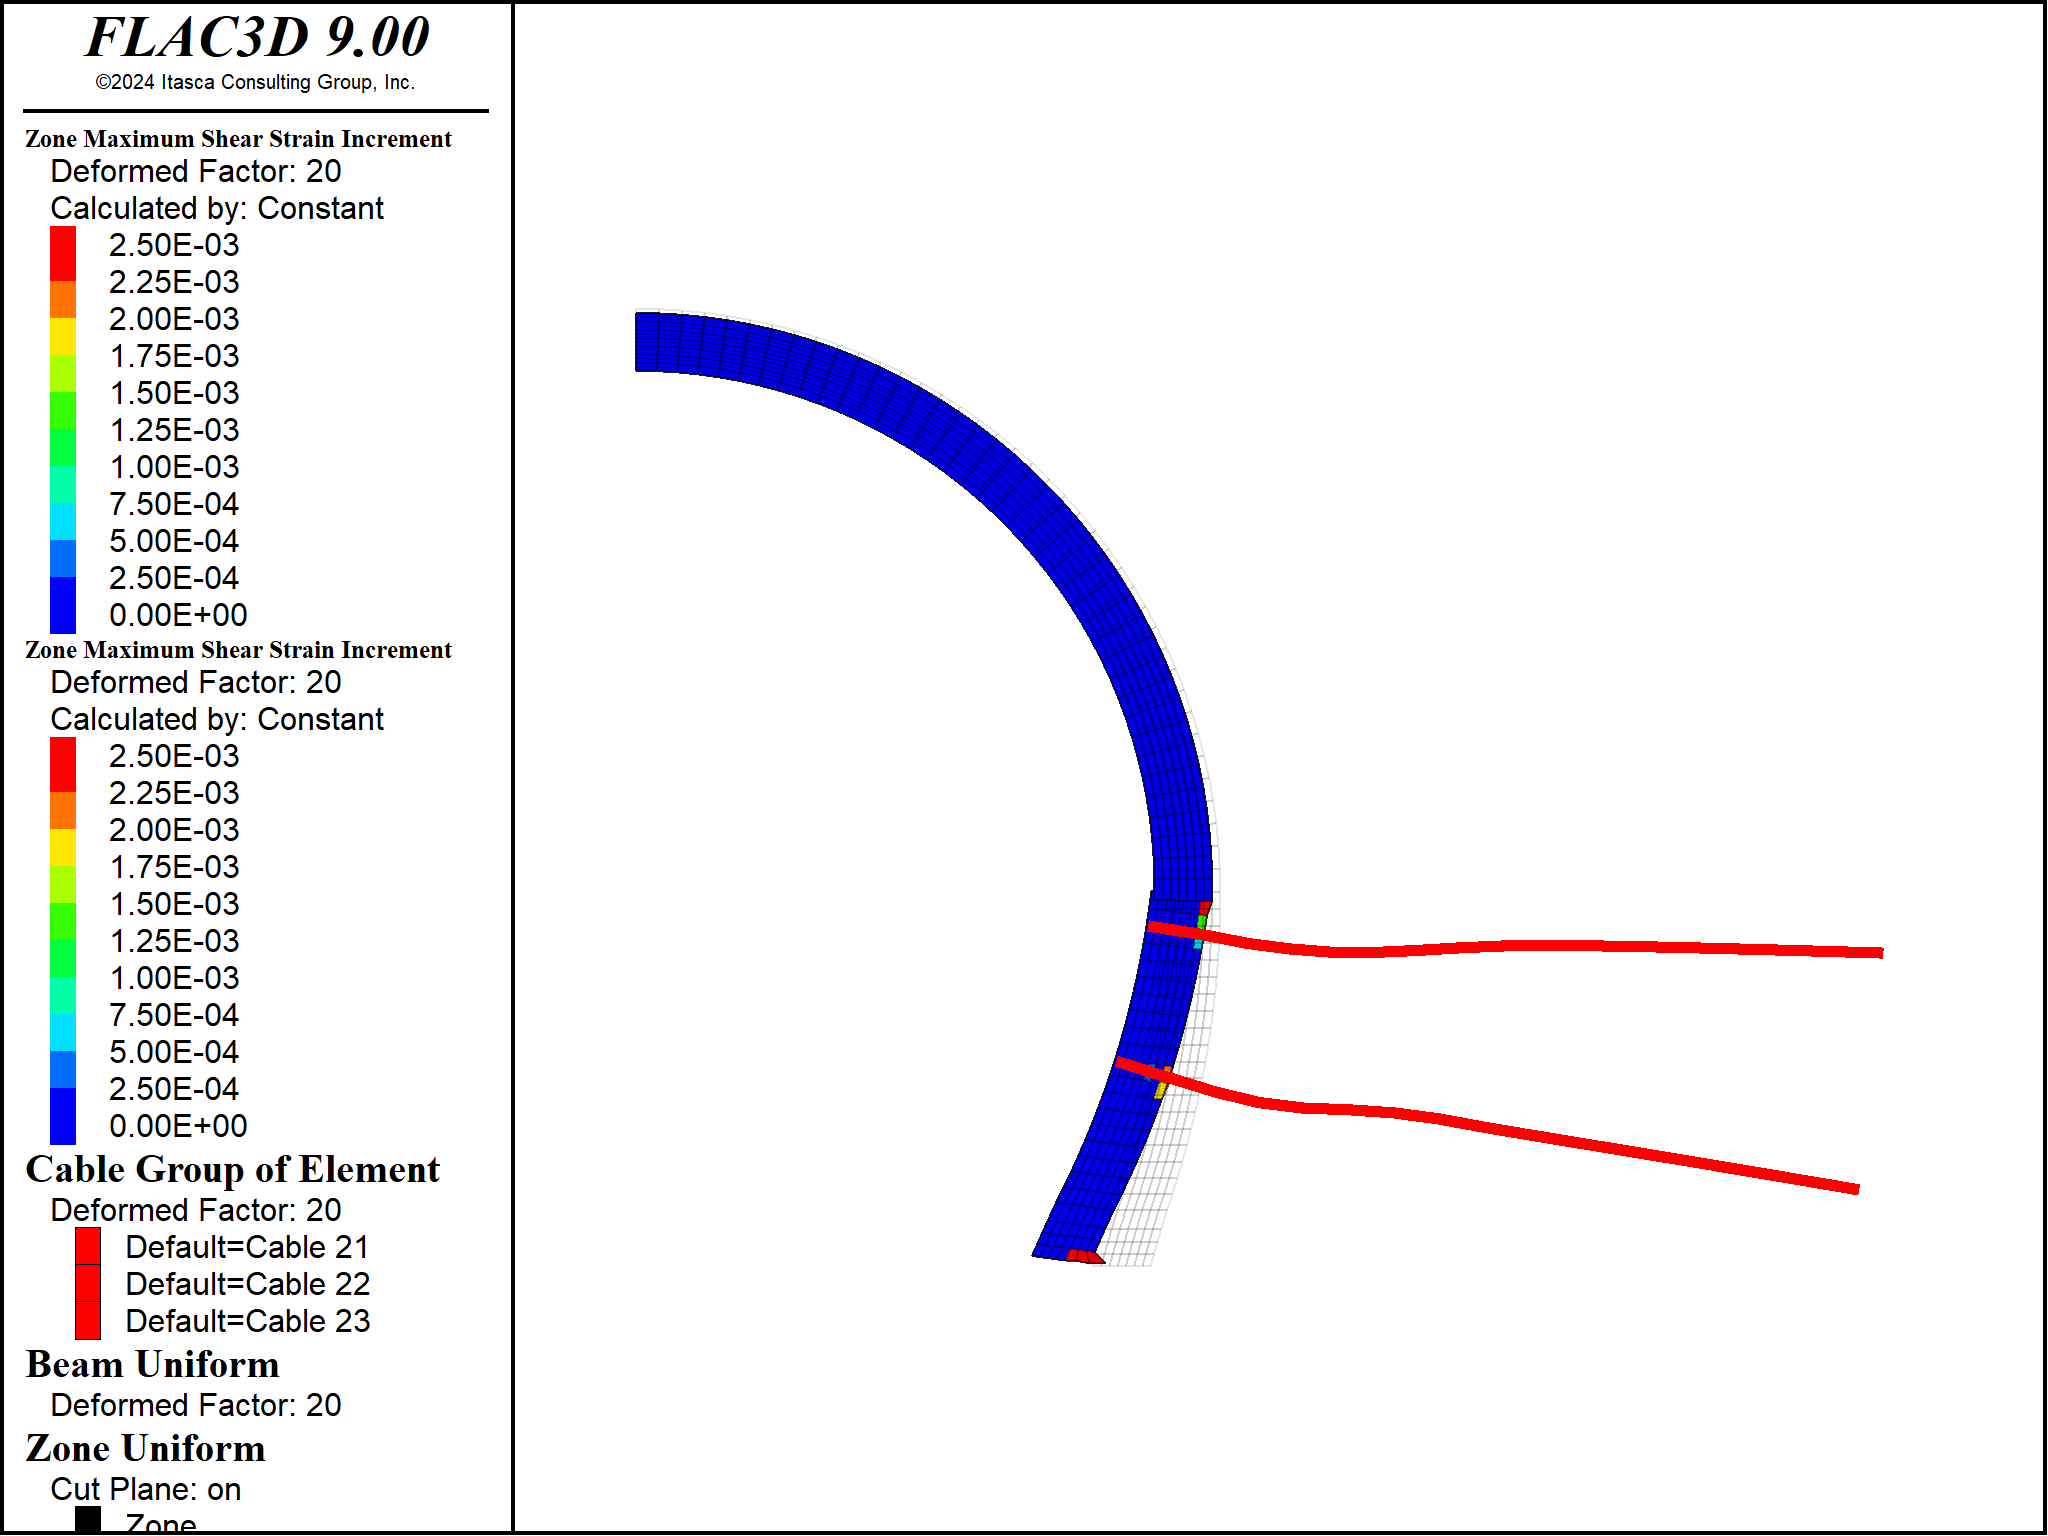 FLAC3D 9.00
©2024 Itasca Consulting Group, Inc.
Zone Maximum Shear Strain Increment
Deformed Factor: 20
Calculated by: Constant
2.50E-03
2.25E-03
2.00E-03
1.75E-03
1.50E-03
1.25E-03
1.00E-03
7.50E-04
5.00E-04
2.50E-04
0.00E+00
Zone Maximum Shear Strain Increment
Deformed Factor: 20
Calculated by: Constant
2.50E-03
2.25E-03
2.00E-03
1.75E-03
1.50E-03
1.25E-03
1.00E-03
7.50E-04
5.00E-04
2.50E-04
0.00E+00
Cable Group of Element
Deformed Factor: 20
Default=Cable 21
Default=Cable 22
Default=Cable 23
Beam Uniform
Deformed Factor: 20
Zone Uniform
Cut Plane: on
Zone